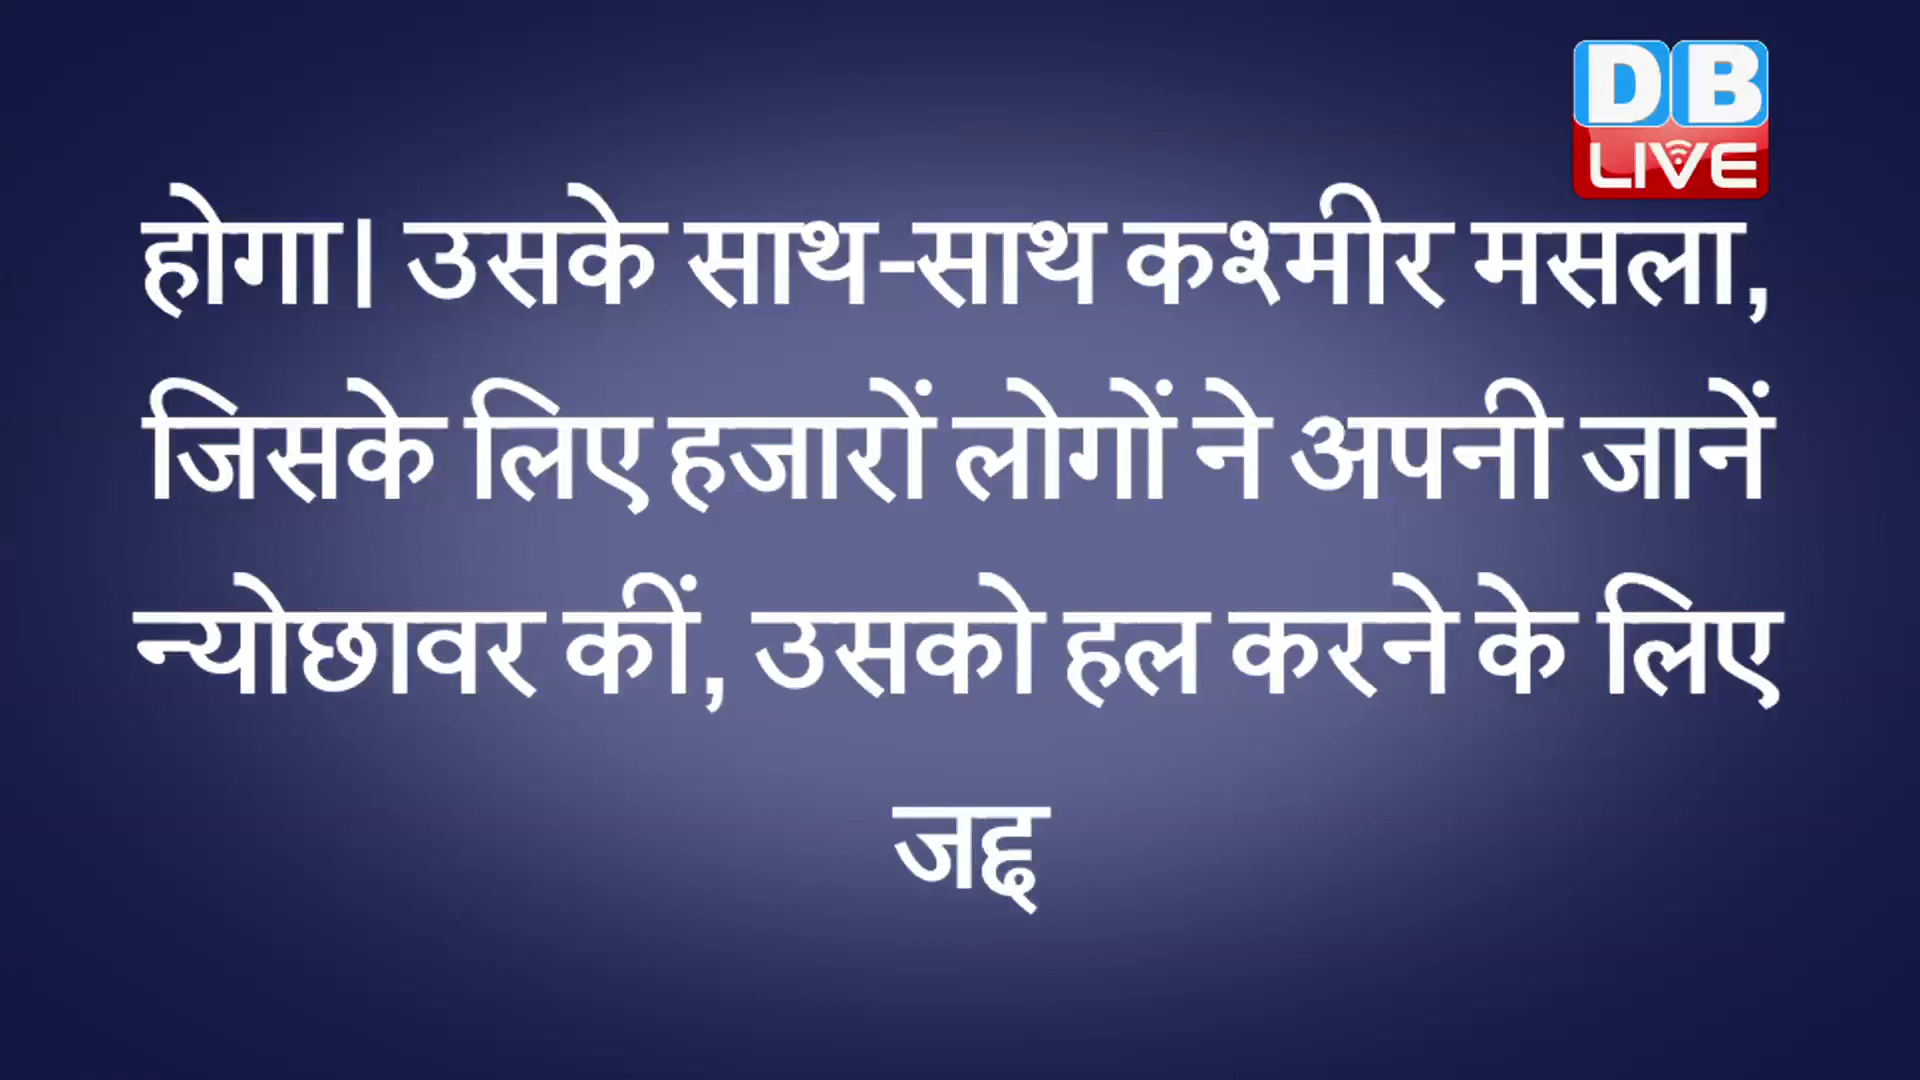 DB
LIVE
होगा। उसके साथ-साथ कश्मीर मसला,
जिसके लिए हजारों लोगों ने अपनी जानें
न्योछावर कीं, उसको हल करने के लिए
जद्द